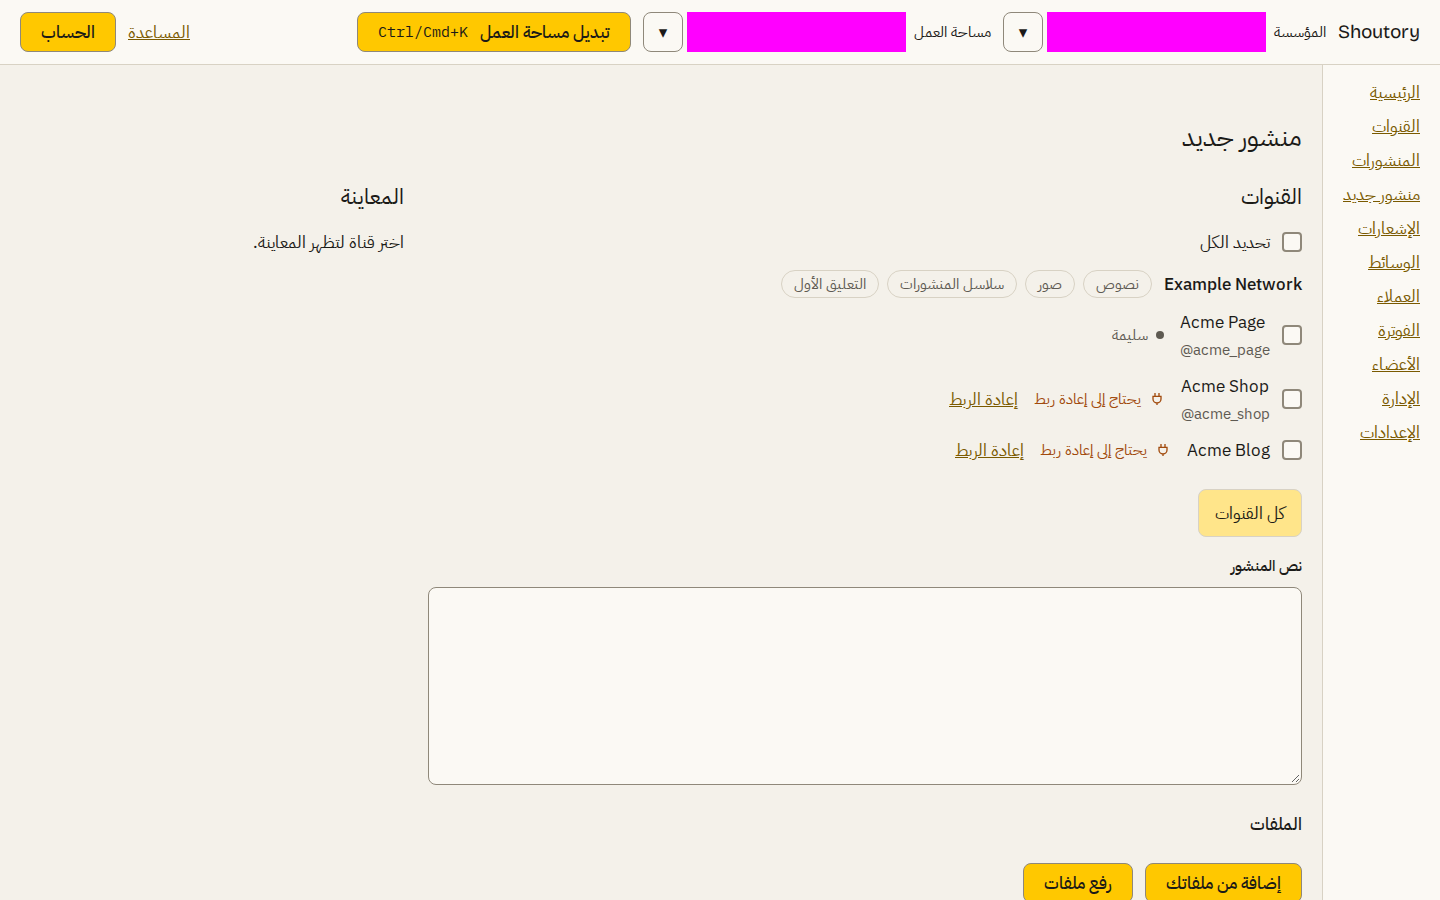 Shoutory
المؤسسة
▼
مساحة العمل
▼
تبديل مساحة العمل Ctrl/Cmd+K
المساعدة
الحساب
الرئيسية
القنوات
المنشورات
منشور جديد
الإشعارات
الوسائط
العملاء
الفوترة
الأعضاء
الإدارة
الإعدادات
منشور جديد
القنوات
تحديد الكل
Example Network نصوص صور سلاسل المنشورات التعليق الأول
Acme Page
@acme_page
سليمة
Acme Shop
@acme_shop
يحتاج إلى إعادة ربط إعادة الربط
Acme Blog يحتاج إلى إعادة ربط إعادة الربط
كل القنوات
نص المنشور
الملفات
إضافة من ملفاتك رفع ملفات
المعاينة
اختر قناة لتظهر المعاينة.